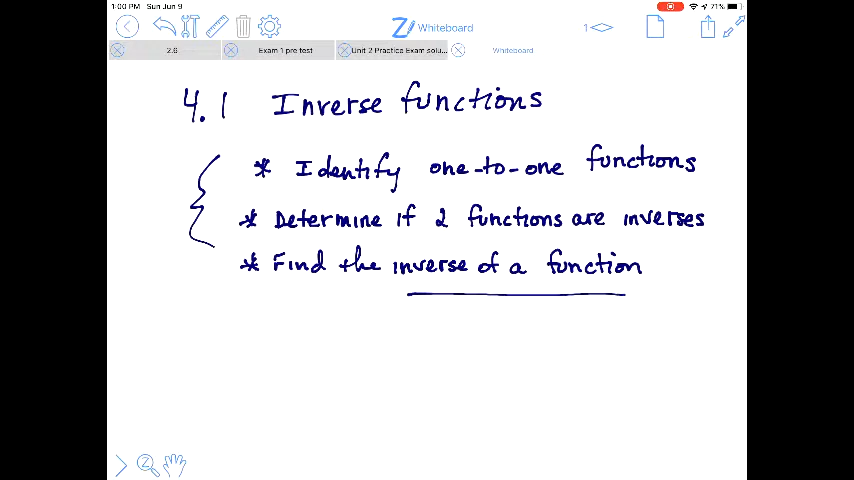 1:00 PM Sun Jun 9
71%
Whiteboard
1
2.6
Exam 1 pre test
Unit 2 Practice Exam solu...
Whiteboard
4.1 Inverse functions
* Identify one-to-one functions
* Determine if 2 functions are inverses
* Find the inverse of a function